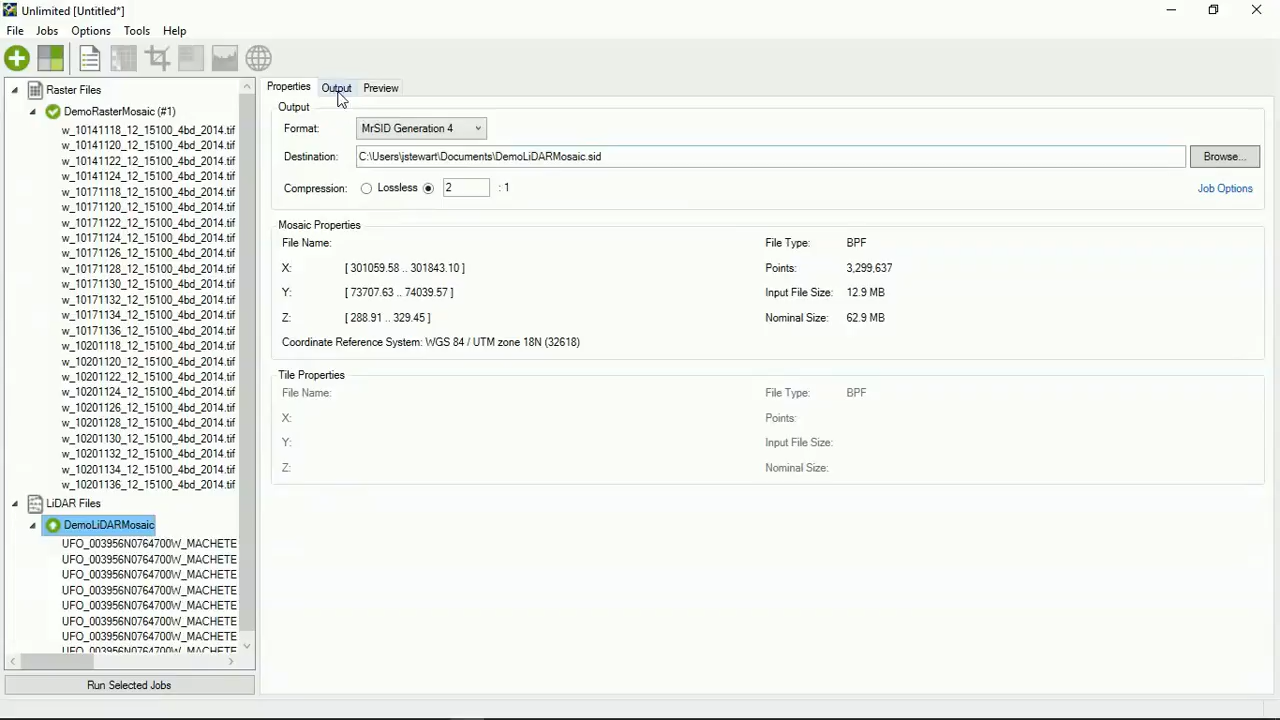 Unlimited [Untitled*]
File Jobs Options Tools Help
Raster Files
DemoRasterMosaic (#1)
w_10141118_12_15100_4bd_2014.tif
w_10141120_12_15100_4bd_2014.tif
w_10141122_12_15100_4bd_2014.tif
w_10141124_12_15100_4bd_2014.tif
w_10171118_12_15100_4bd_2014.tif
w_10171120_12_15100_4bd_2014.tif
w_10171122_12_15100_4bd_2014.tif
w_10171124_12_15100_4bd_2014.tif
w_10171126_12_15100_4bd_2014.tif
w_10171128_12_15100_4bd_2014.tif
w_10171130_12_15100_4bd_2014.tif
w_10171132_12_15100_4bd_2014.tif
w_10171134_12_15100_4bd_2014.tif
w_10171136_12_15100_4bd_2014.tif
w_10201118_12_15100_4bd_2014.tif
w_10201120_12_15100_4bd_2014.tif
w_10201122_12_15100_4bd_2014.tif
w_10201124_12_15100_4bd_2014.tif
w_10201126_12_15100_4bd_2014.tif
w_10201128_12_15100_4bd_2014.tif
w_10201130_12_15100_4bd_2014.tif
w_10201132_12_15100_4bd_2014.tif
w_10201134_12_15100_4bd_2014.tif
w_10201136_12_15100_4bd_2014.tif
LiDAR Files
DemoLiDARMosaic
UFO_003956N0764700W_MACHETE
UFO_003956N0764700W_MACHETE
UFO_003956N0764700W_MACHETE
UFO_003956N0764700W_MACHETE
UFO_003956N0764700W_MACHETE
UFO_003956N0764700W_MACHETE
UFO_003956N0764700W_MACHETE
UFO_003956N0764700W_MACHETE
Run Selected Jobs
Properties Output Preview
Output
Format: MrSID Generation 4
Destination: C:\Users\jstewart\Documents\DemoLiDARMosaic.sid Browse...
Compression: Lossless 2 : 1 Job Options
Mosaic Properties
File Name: File Type: BPF
X: [ 301059.58 .. 301843.10 ] Points: 3,299,637
Y: [ 73707.63 .. 74039.57 ] Input File Size: 12.9 MB
Z: [ 288.91 .. 329.45 ] Nominal Size: 62.9 MB
Coordinate Reference System: WGS 84 / UTM zone 18N (32618)
Tile Properties
File Name: File Type: BPF
X: Points:
Y: Input File Size:
Z: Nominal Size: